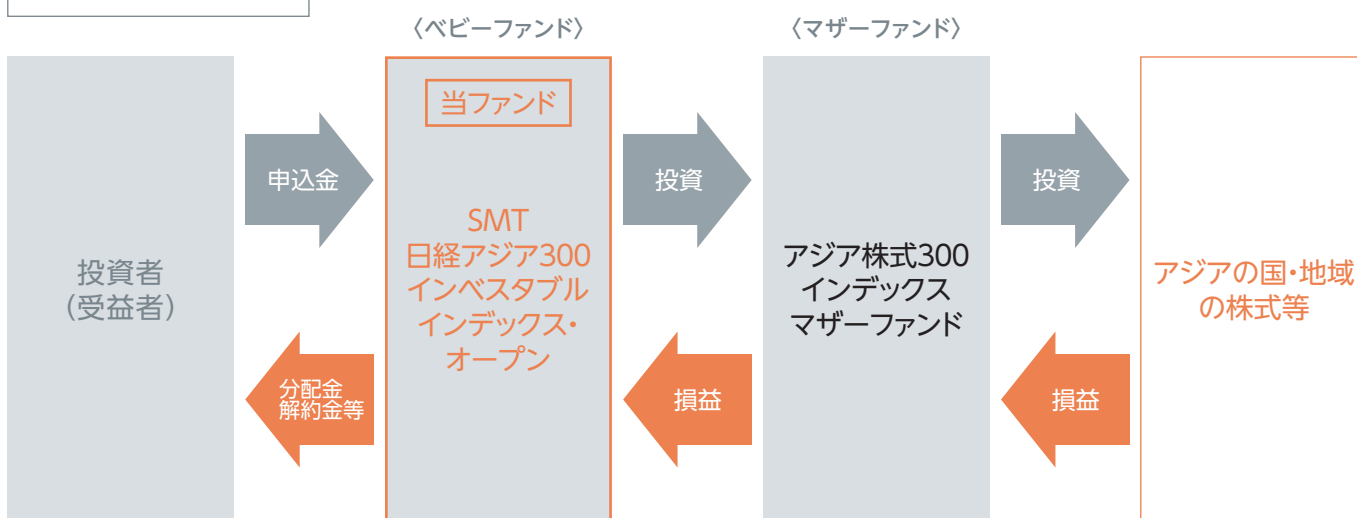 〈ベビーファンド〉
〈マザーファンド〉
当ファンド
申込金
投資
投資
SMT
日経アジア300
インベスタブル
インデックス・
オープン
投資者
(受益者)
アジア株式300
インデックス
マザーファンド
アジアの国・地域
の株式等
分配金
解約金等
損益
損益